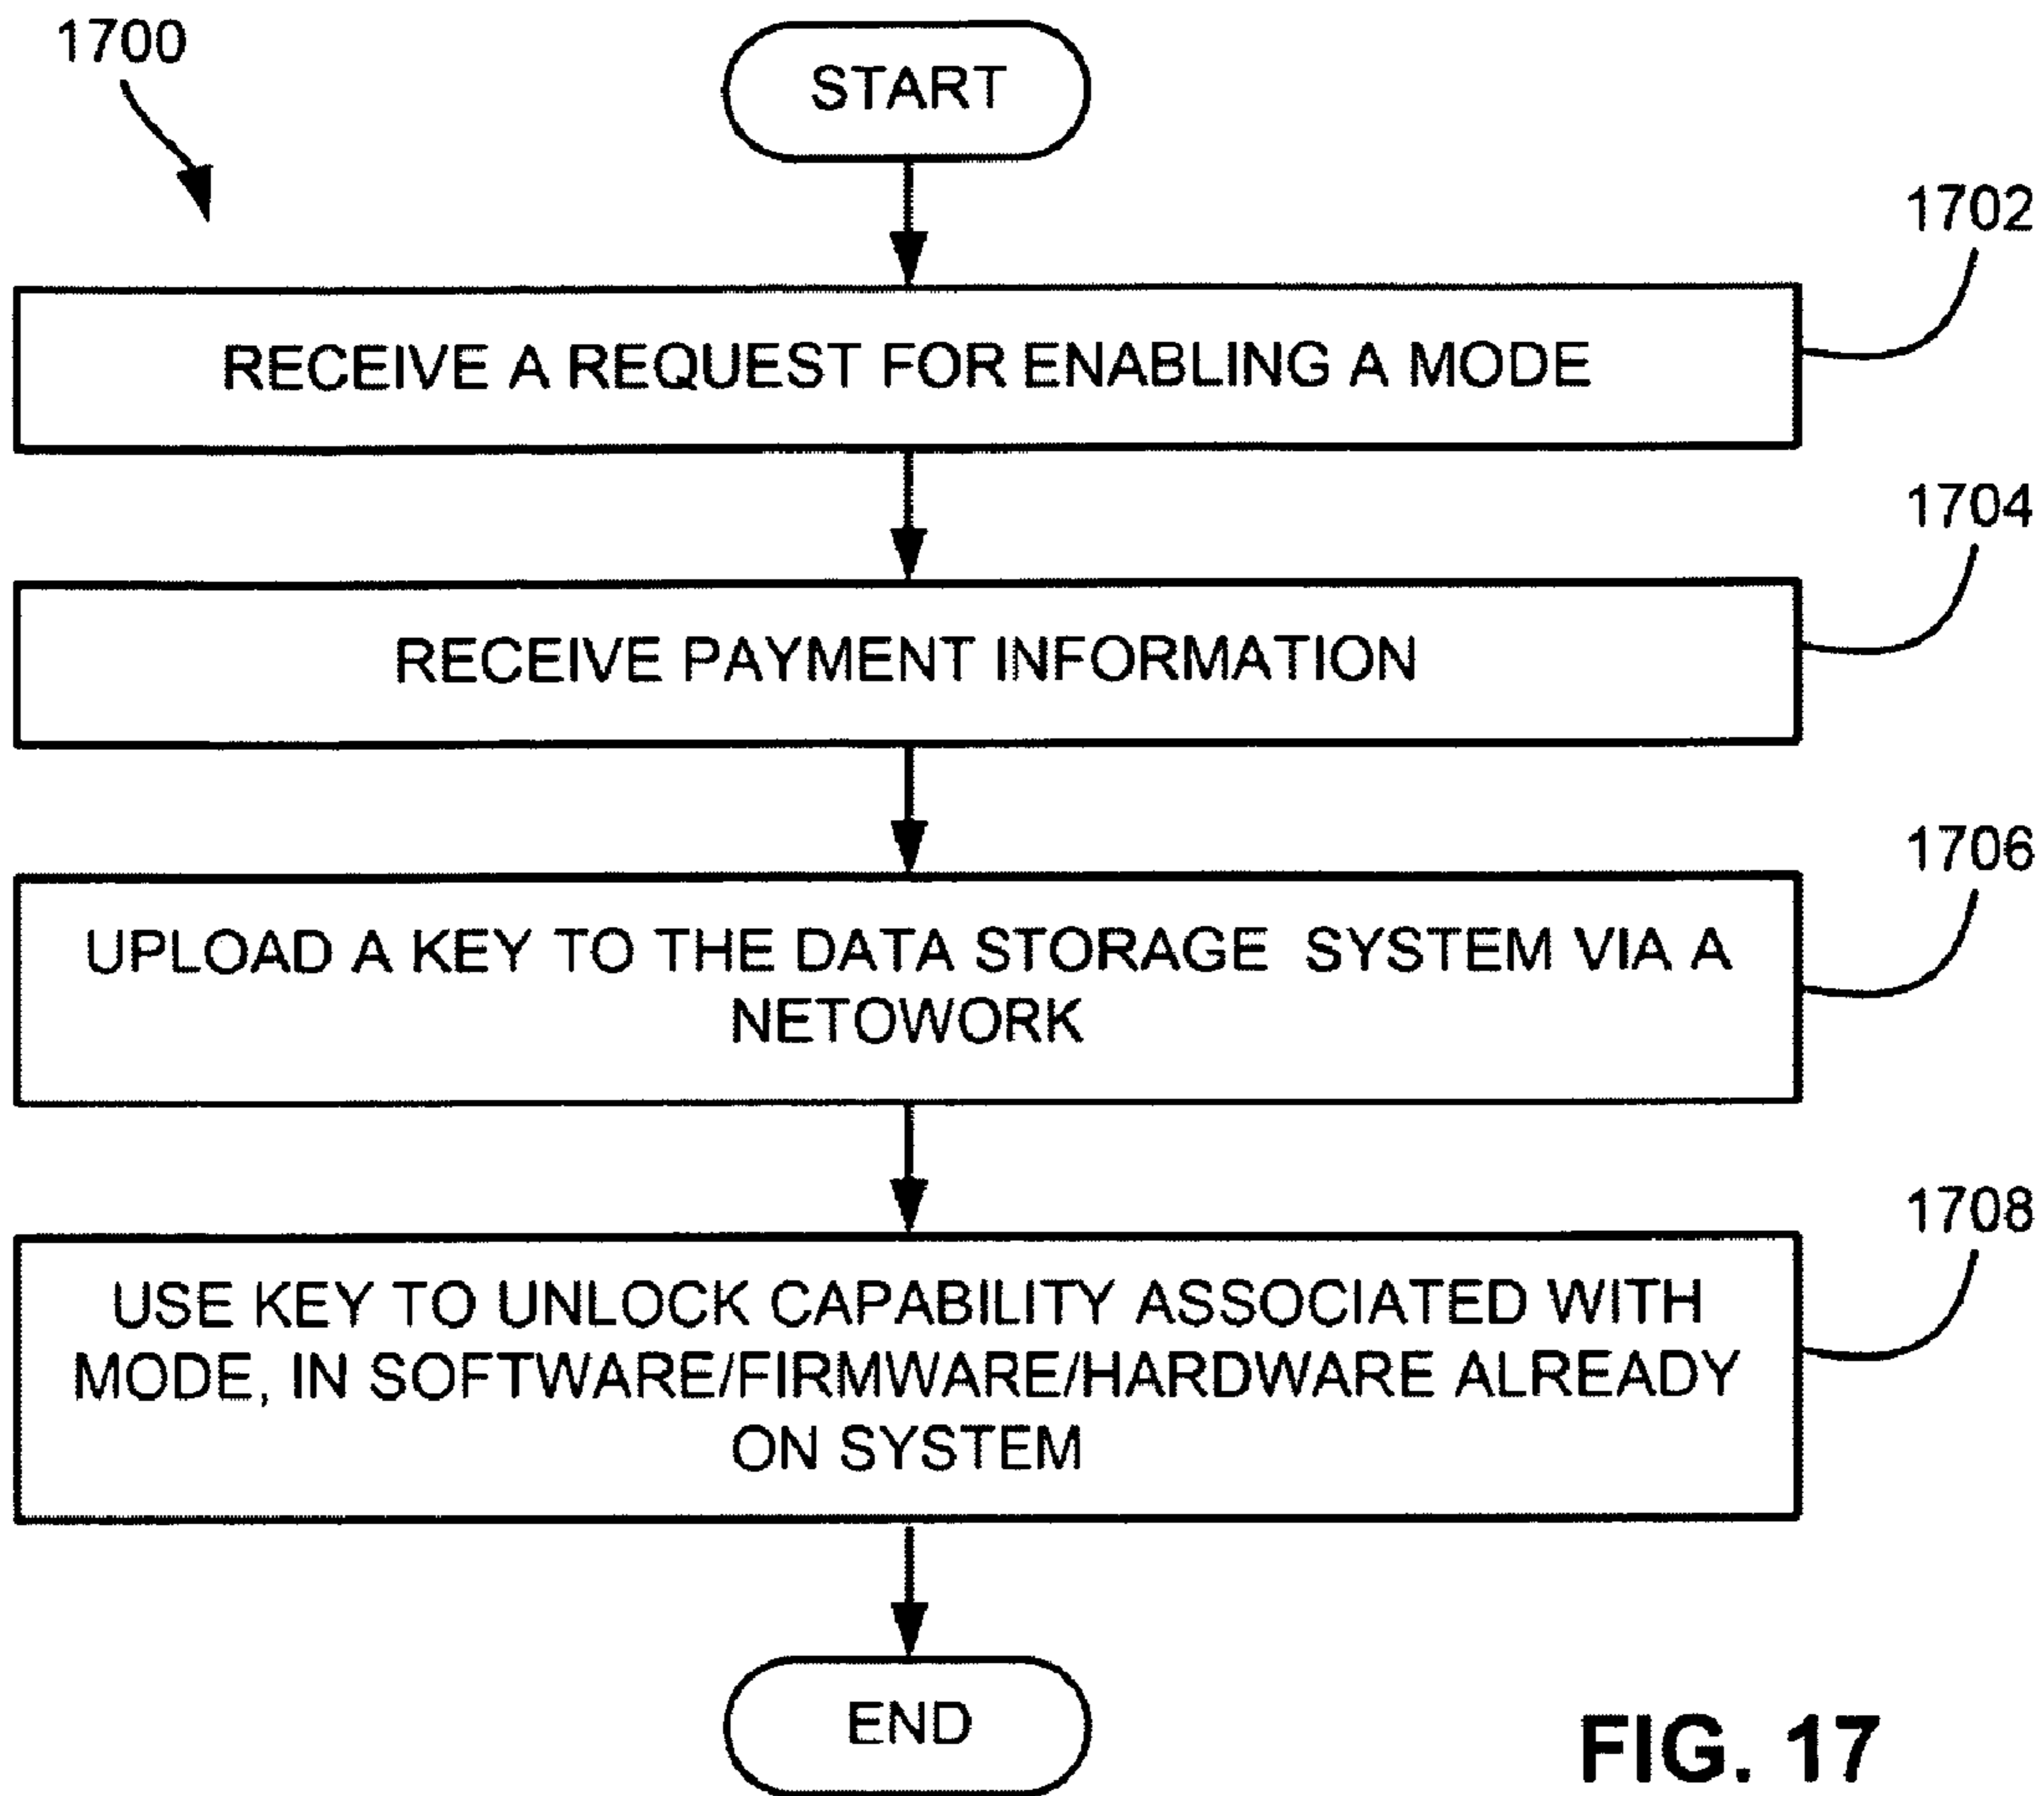 1700
START
1702
RECEIVE A REQUEST FOR ENABLING A MODE
1704
RECEIVE PAYMENT INFORMATION
1706
UPLOAD A KEY TO THE DATA STORAGE SYSTEM VIA A
NETOWORK
1708
USE KEY TO UNLOCK CAPABILITY ASSOCIATED WITH
MODE, IN SOFTWARE/FIRMWARE/HARDWARE ALREADY
ON SYSTEM
END
FIG. 17